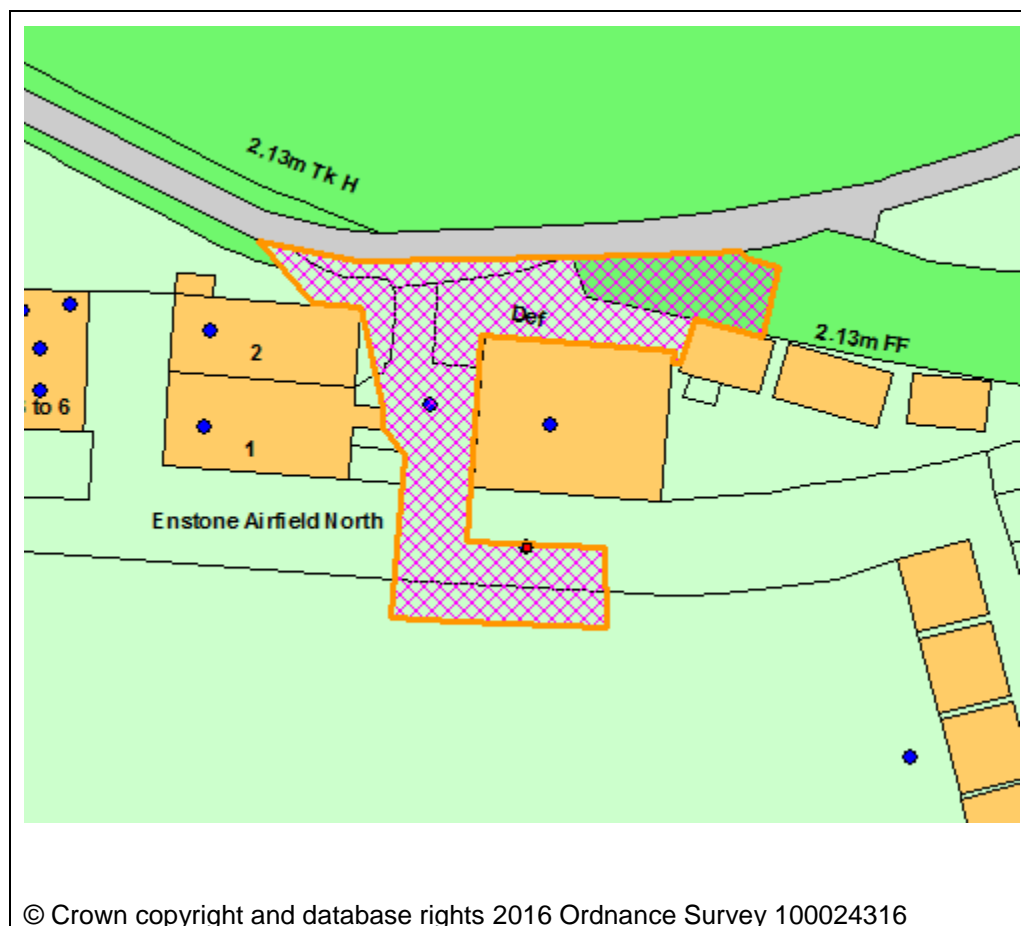 2.13m Tk H
Def
2.13m FF
2
to 6
1
Enstone Airfield North
© Crown copyright and database rights 2016 Ordnance Survey 100024316